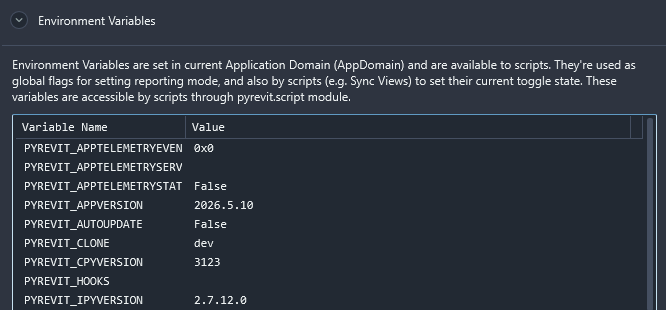 Environment Variables
Environment Variables are set in current Application Domain (AppDomain) and are available to scripts. They're used as
global flags for setting reporting mode, and also by scripts (e.g. Sync Views) to set their current toggle state. These
variables are accessible by scripts through pyrevit.script module.
Variable Name Value
PYREVIT_APPTELEMETRYEVEN 0x0
PYREVIT_APPTELEMETRYSERV
PYREVIT_APPTELEMETRYSTAT False
PYREVIT_APPVERSION 2026.5.10
PYREVIT_AUTOUPDATE False
PYREVIT_CLONE dev
PYREVIT_CPYVERSION 3123
PYREVIT_HOOKS
PYREVIT_IPYVERSION 2.7.12.0